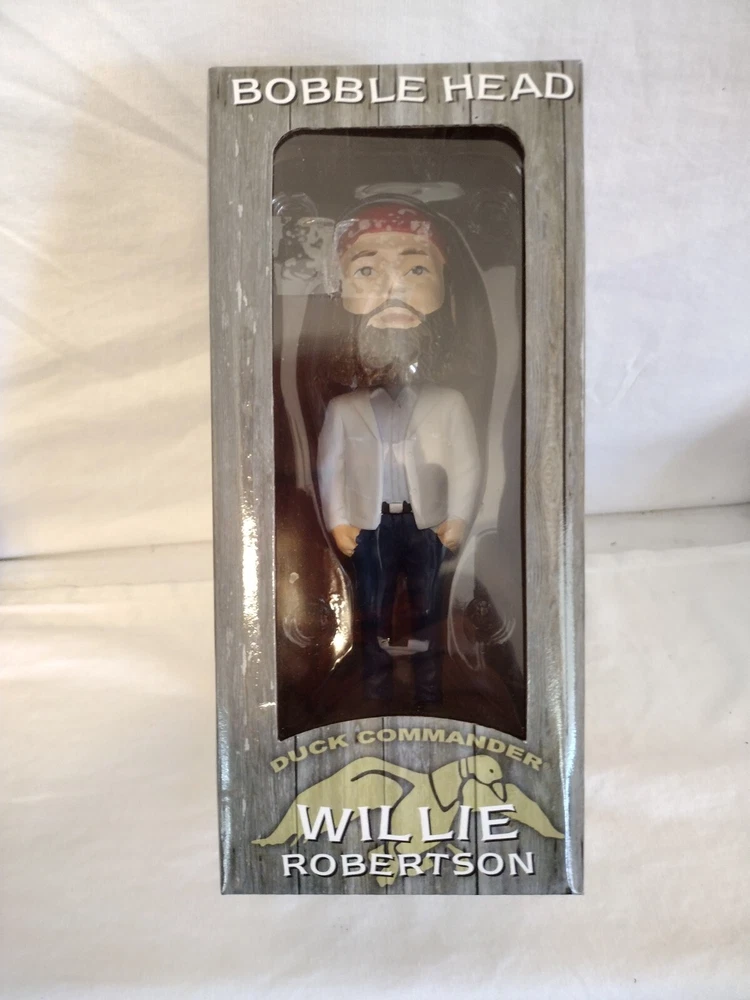 BOBBLE HEAD
DUCK COMMANDER
WILLIE
ROBERTSON